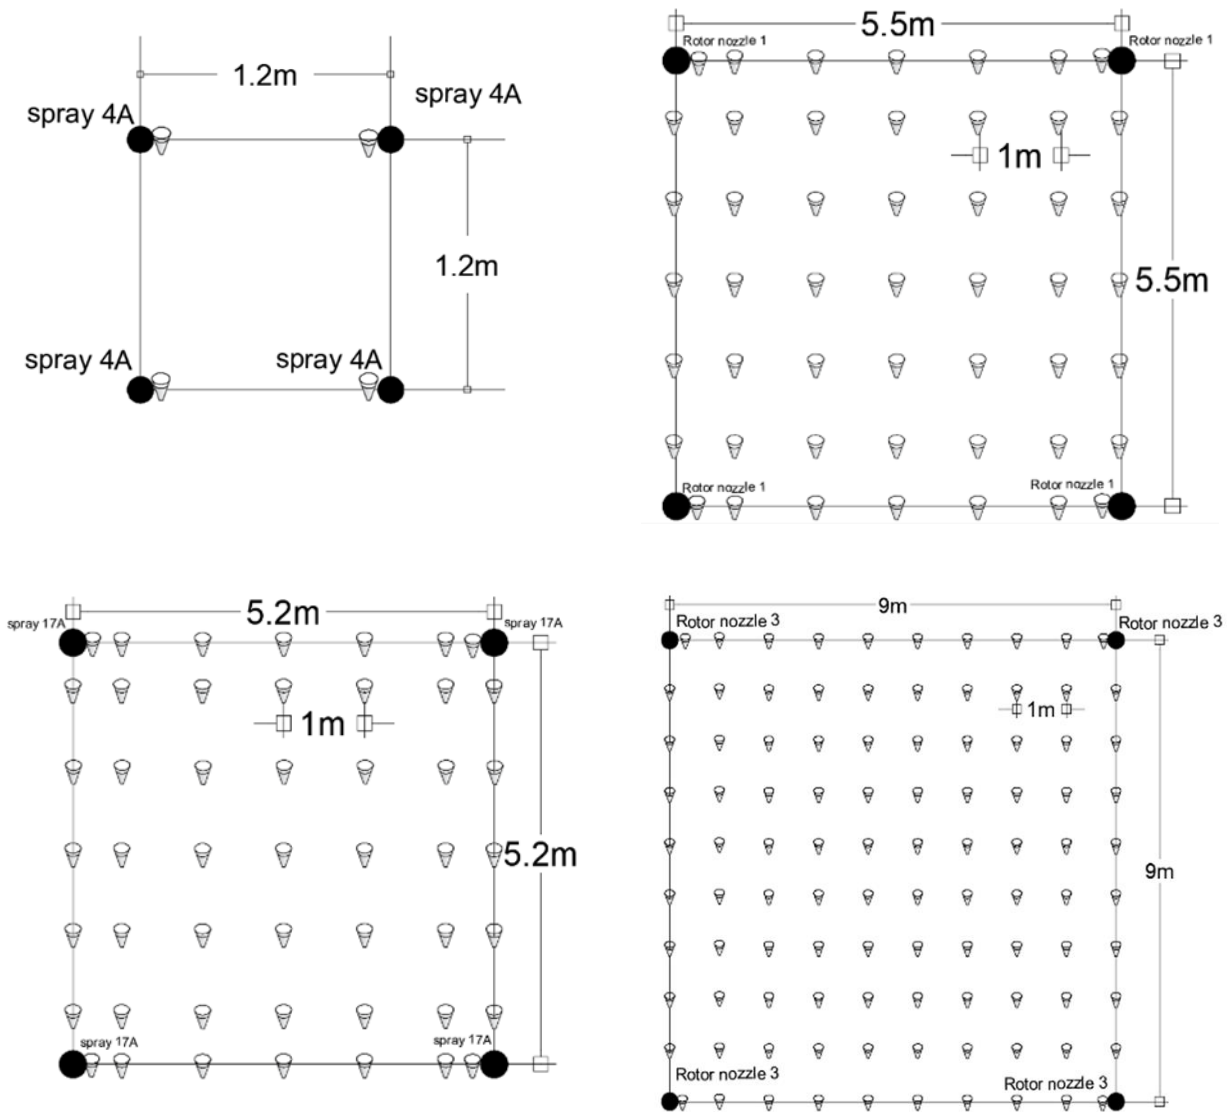 1.2m
spray 4A
spray 4A
1.2m
spray 4A
spray 4A
5.5m
Rotor nozzle 1
Rotor nozzle 1
1m
5.5m
Rotor nozzle 1
Rotor nozzle 1
5.2m
spray 17A
spray 17A
1m
5.2m
spray 17A
spray 17A
9m
Rotor nozzle 3
Rotor nozzle 3
1m
9m
Rotor nozzle 3
Rotor nozzle 3